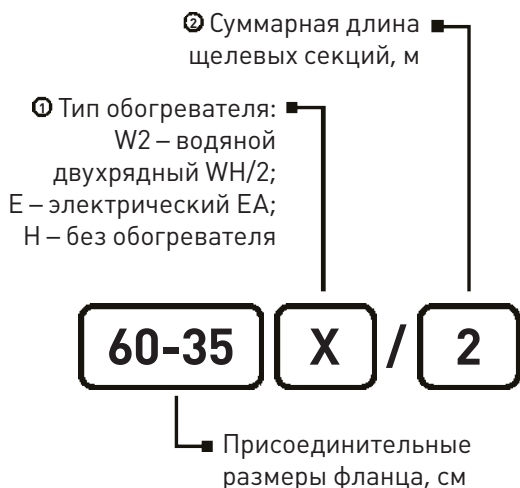 ② Суммарная длина
щелевых секций, м
① Тип обогревателя:
W2 – водяной
двухрядный WH/2;
E – электрический EA;
H – без обогревателя
60-35 X / 2
Присоединительные
размеры фланца, см